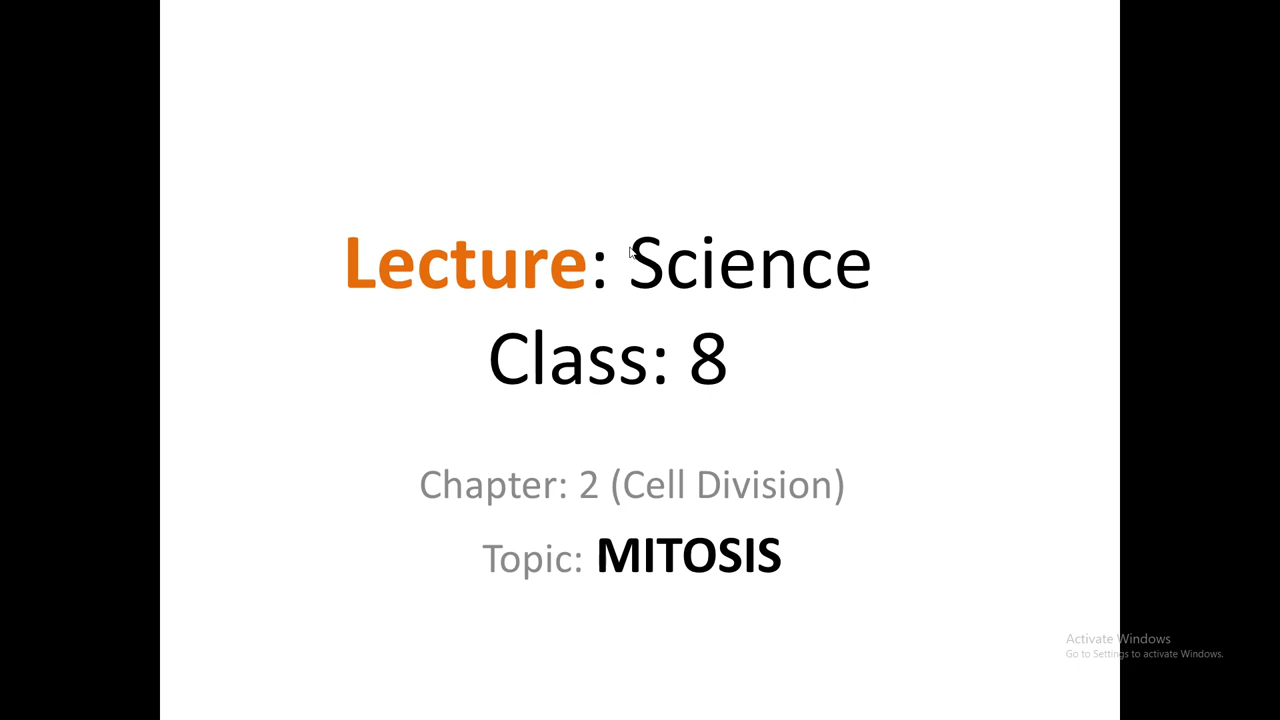 Lecture: Science
Class: 8
Chapter: 2 (Cell Division)
Topic: MITOSIS
Activate Windows
Go to Settings to activate Windows.